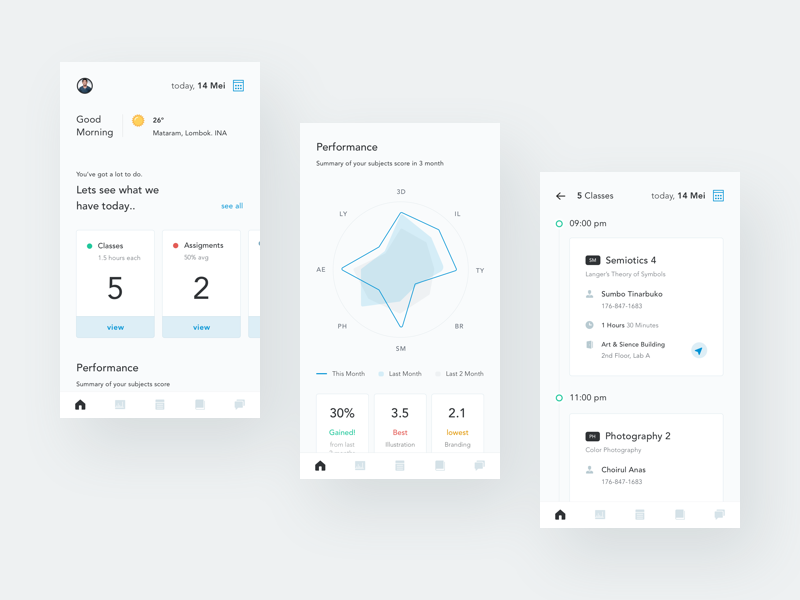 today, 14 Mei
Good
Morning
26°
Mataram, Lombok. INA
You've got a lot to do.
Lets see what we
have today..
see all
Classes
1.5 hours each
5
view
Assigments
50% avg
2
view
Performance
Summary of your subjects score
Performance
Summary of your subjects score in 3 month
3D
LY
IL
AE
TY
PH
BR
SM
This Month
Last Month
Last 2 Month
30%
Gained!
from last
3.5
Best
Illustration
2.1
lowest
Branding
5 Classes
today, 14 Mei
09:00 pm
SM
Semiotics 4
Langer's Theory of Symbols
Sumbo Tinarbuko
176-847-1683
1 Hours 30 Minutes
Art & Sience Building
2nd Floor, Lab A
11:00 pm
PH
Photography 2
Color Photography
Choirul Anas
176-847-1683